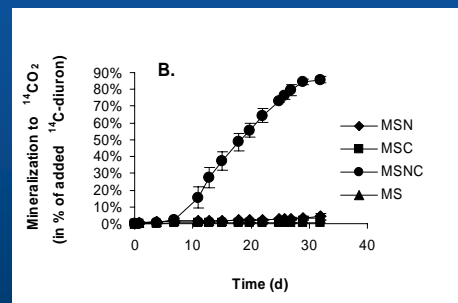 B.
Mineralization to ¹⁴CO₂
(in % of added ¹⁴C-diuron)
90%
80%
70%
60%
50%
40%
30%
20%
10%
0%
0 10 20 30 40
Time (d)
MSN
MSC
MSNC
MS